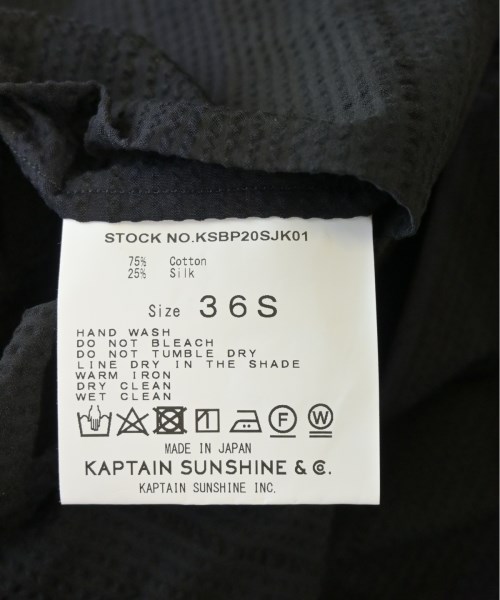 STOCK NO.KSBP20SJK01
75% Cotton
25% Silk
Size 36S
HAND WASH
DO NOT BLEACH
DO NOT TUMBLE DRY
LINE DRY IN THE SHADE
WARM IRON
DRY CLEAN
WET CLEAN
F W
MADE IN JAPAN
KAPTAIN SUNSHINE & Co.
KAPTAIN SUNSHINE INC.